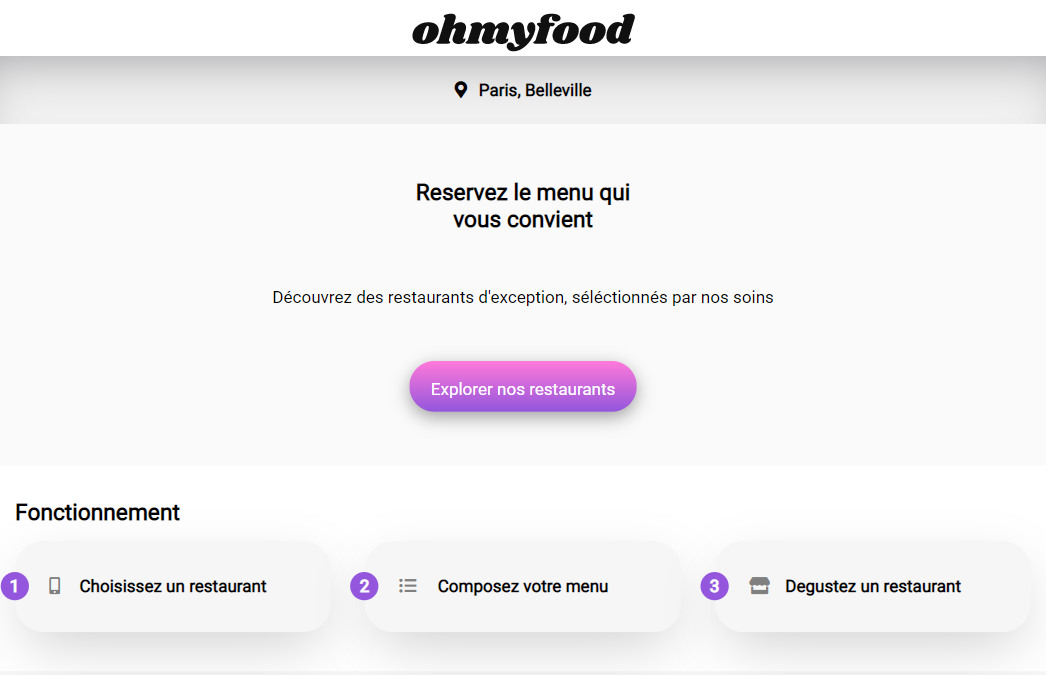 ohmyfood
Paris, Belleville
Reservez le menu qui
vous convient
Découvrez des restaurants d'exception, séléctionnés par nos soins
Explorer nos restaurants
Fonctionnement
1 Choisissez un restaurant
2 Composez votre menu
3 Degustez un restaurant